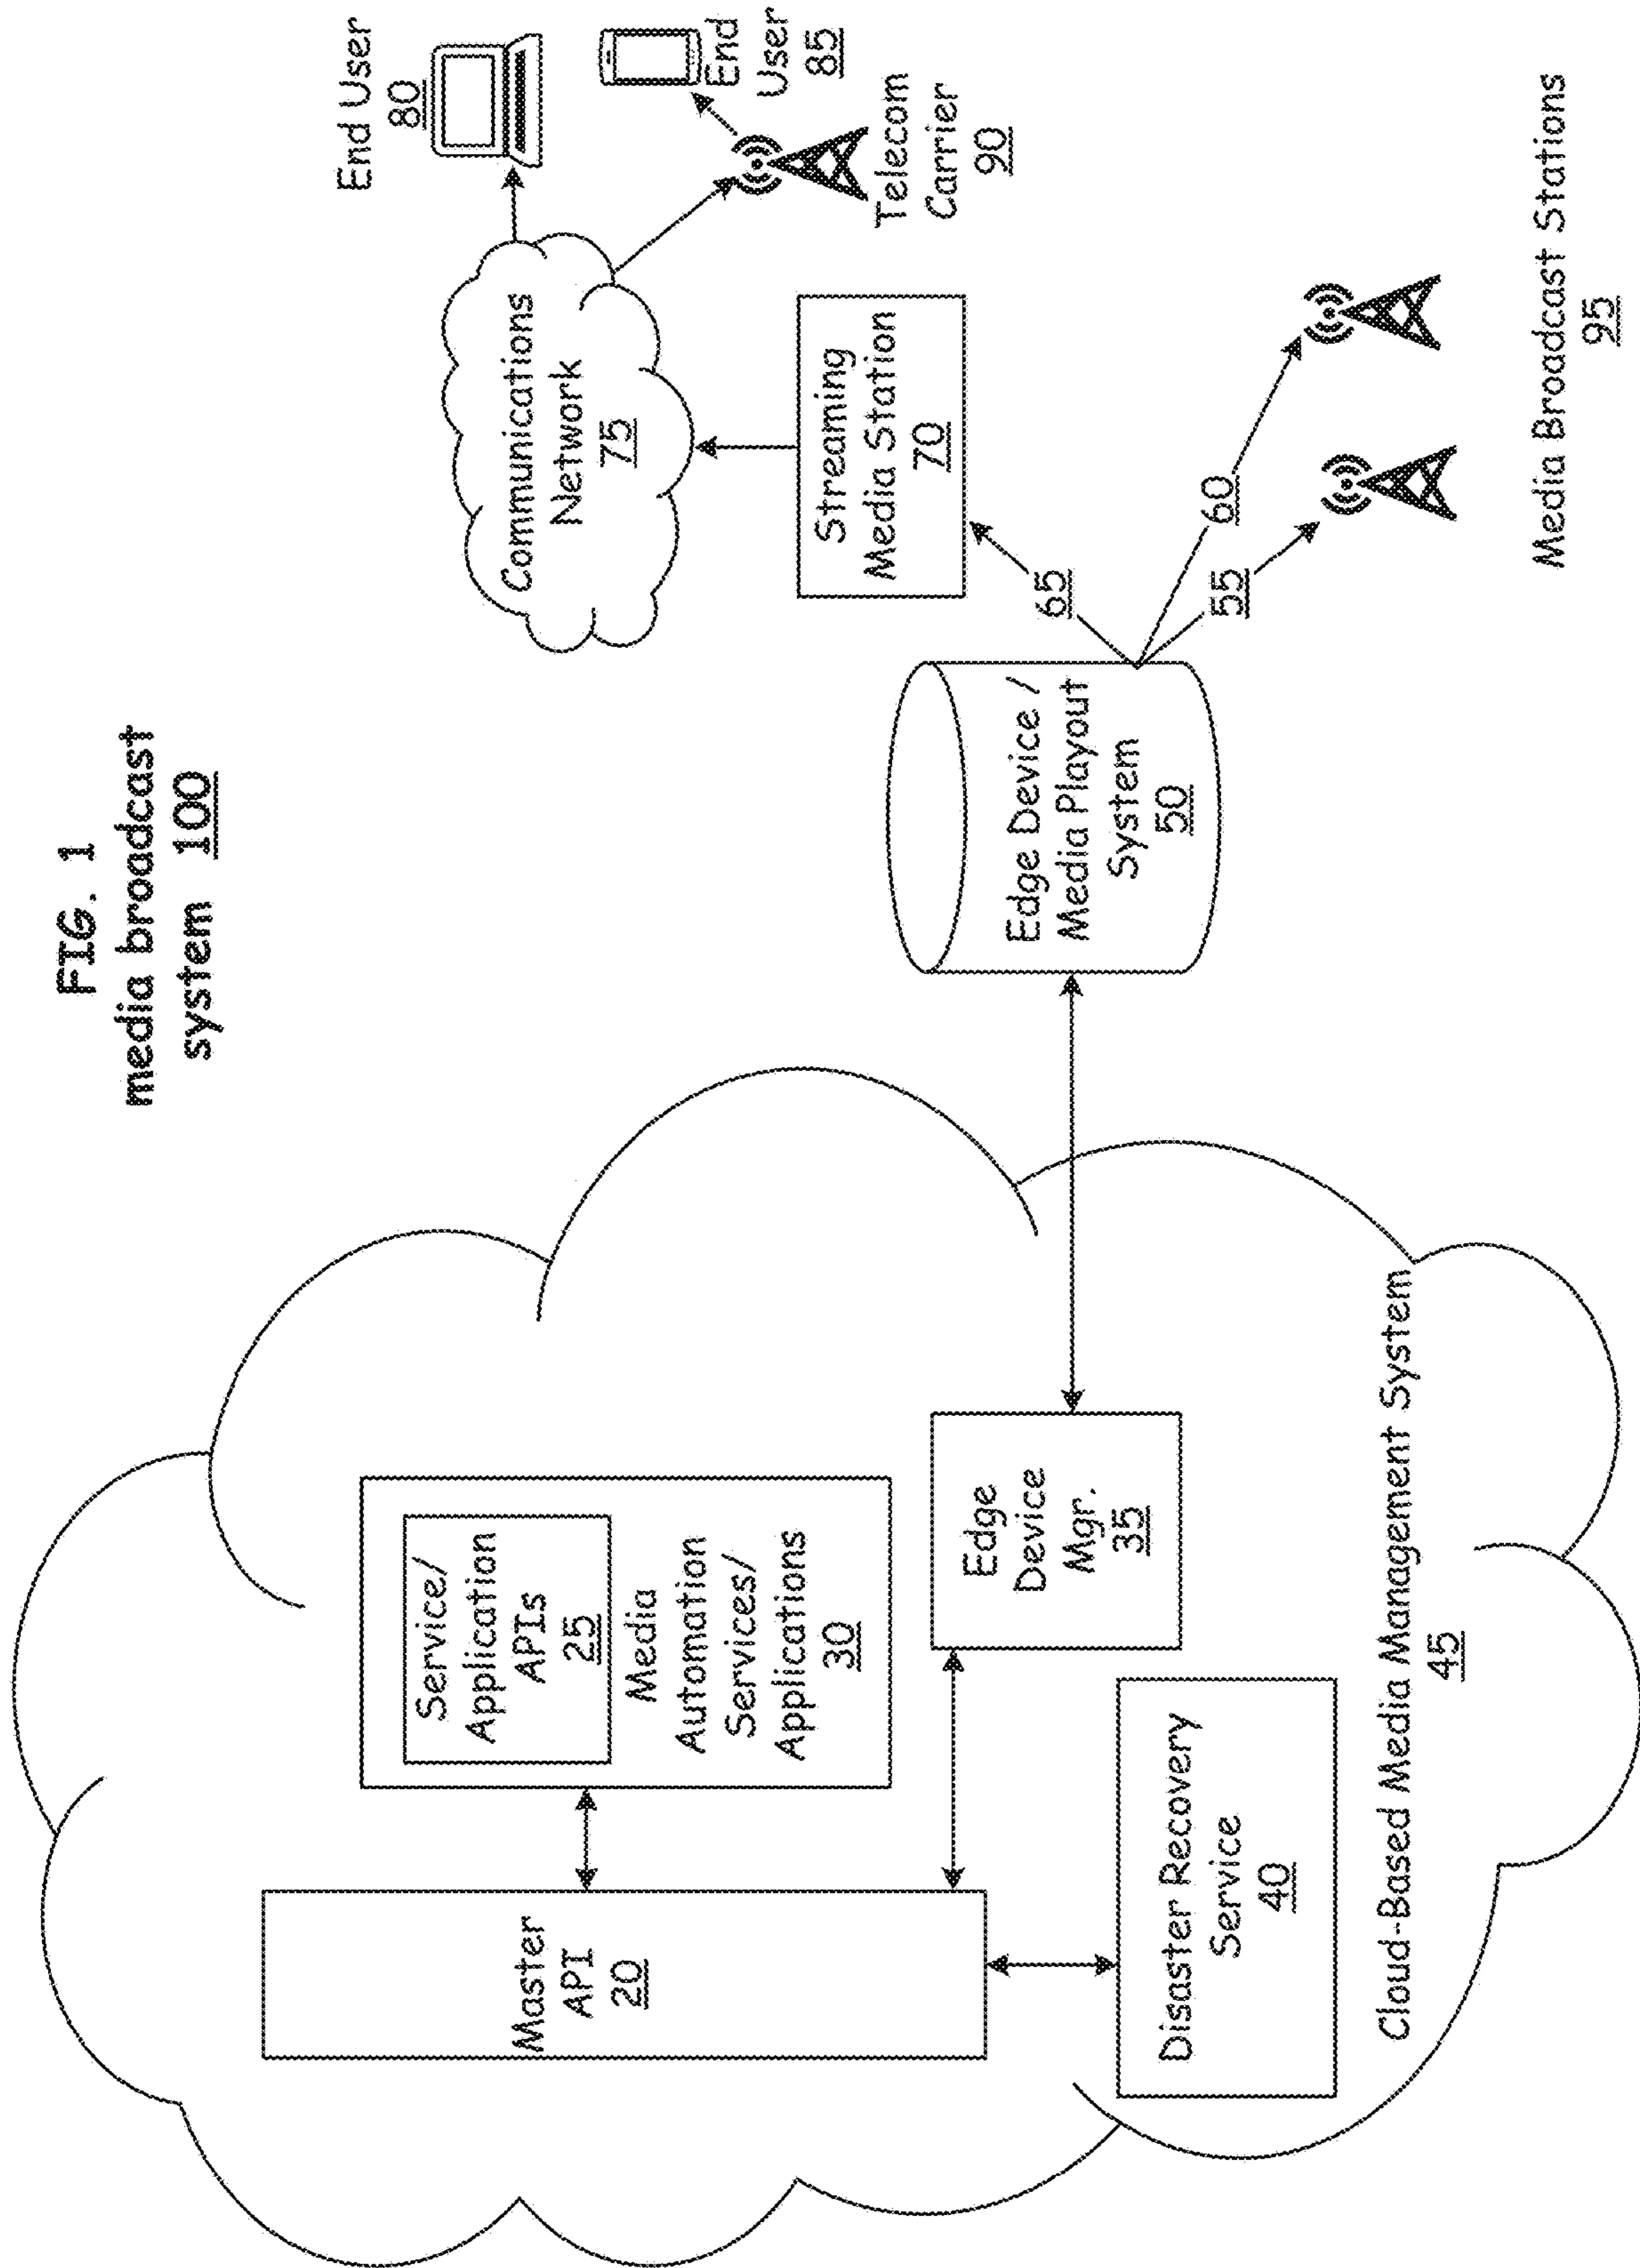 FIG. 1
media broadcast
system 100
Master
API
20
Service/
Application
APIs
25
Media
Automation
Services/
Applications
30
Edge
Device
Mgr.
35
Disaster Recovery
Service
40
Cloud-Based Media Management System
45
Edge Device /
Media Playout
System
50
65
60
55
Streaming
Media Station
70
Communications
Network
75
End User
80
End
User
85
Telecom
Carrier
90
Media Broadcast Stations
95